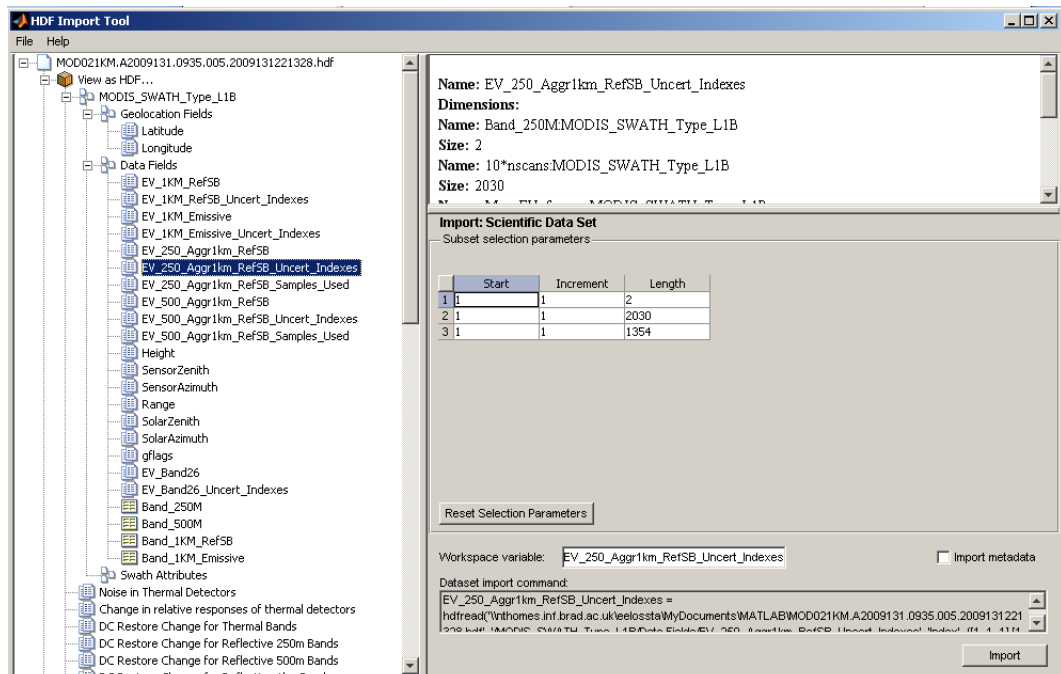 HDF Import Tool
File Help
MOD021KM.A2009131.0935.005.2009131221328.hdf
View as HDF...
MODIS_SWATH_Type_L1B
Geolocation Fields
Latitude
Longitude
Data Fields
EV_1KM_RefSB
EV_1KM_RefSB_Uncert_Indexes
EV_1KM_Emissive
EV_1KM_Emissive_Uncert_Indexes
EV_250_Aggr1km_RefSB
EV_250_Aggr1km_RefSB_Uncert_Indexes
EV_250_Aggr1km_RefSB_Samples_Used
EV_500_Aggr1km_RefSB
EV_500_Aggr1km_RefSB_Uncert_Indexes
EV_500_Aggr1km_RefSB_Samples_Used
Height
SensorZenith
SensorAzimuth
Range
SolarZenith
SolarAzimuth
gflags
EV_Band26
EV_Band26_Uncert_Indexes
Band_250M
Band_500M
Band_1KM_RefSB
Band_1KM_Emissive
Swath Attributes
Noise in Thermal Detectors
Change in relative responses of thermal detectors
DC Restore Change for Thermal Bands
DC Restore Change for Reflective 250m Bands
DC Restore Change for Reflective 500m Bands
Name: EV_250_Aggr1km_RefSB_Uncert_Indexes
Dimensions:
Name: Band_250M:MODIS_SWATH_Type_L1B
Size: 2
Name: 10*nscans:MODIS_SWATH_Type_L1B
Size: 2030
Import: Scientific Data Set
Subset selection parameters
Start Increment Length
1 1 1 2
2 1 1 2030
3 1 1 1354
Reset Selection Parameters
Workspace variable: EV_250_Aggr1km_RefSB_Uncert_Indexes Import metadata
Dataset import command:
EV_250_Aggr1km_RefSB_Uncert_Indexes =
hdfread('\\nthomes.inf.brad.ac.uk\eelossta\MyDocuments\MATLAB\MOD021KM.A2009131.0935.005.2009131221
Import